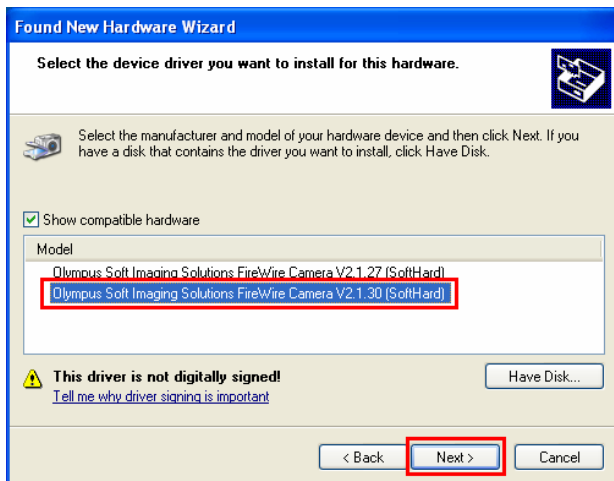 Found New Hardware Wizard
Select the device driver you want to install for this hardware.
Select the manufacturer and model of your hardware device and then click Next. If you
have a disk that contains the driver you want to install, click Have Disk.
Show compatible hardware
Model
Olympus Soft Imaging Solutions FireWire Camera V2.1.27 (SoftHard)
Olympus Soft Imaging Solutions FireWire Camera V2.1.30 (SoftHard)
This driver is not digitally signed!
Have Disk...
Tell me why driver signing is important
< Back Next > Cancel